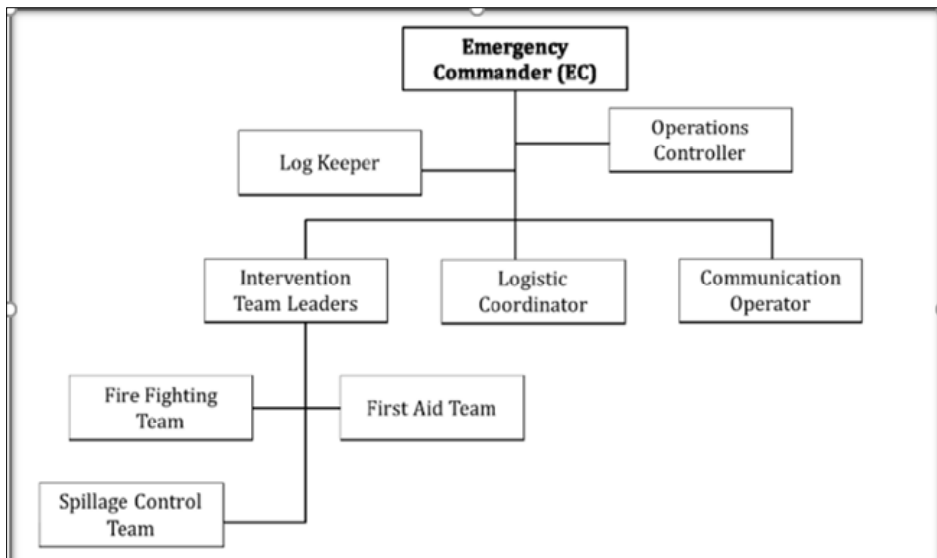 Emergency
Commander (EC)
Operations
Controller
Log Keeper
Intervention
Team Leaders
Logistic
Coordinator
Communication
Operator
Fire Fighting
Team
First Aid Team
Spillage Control
Team